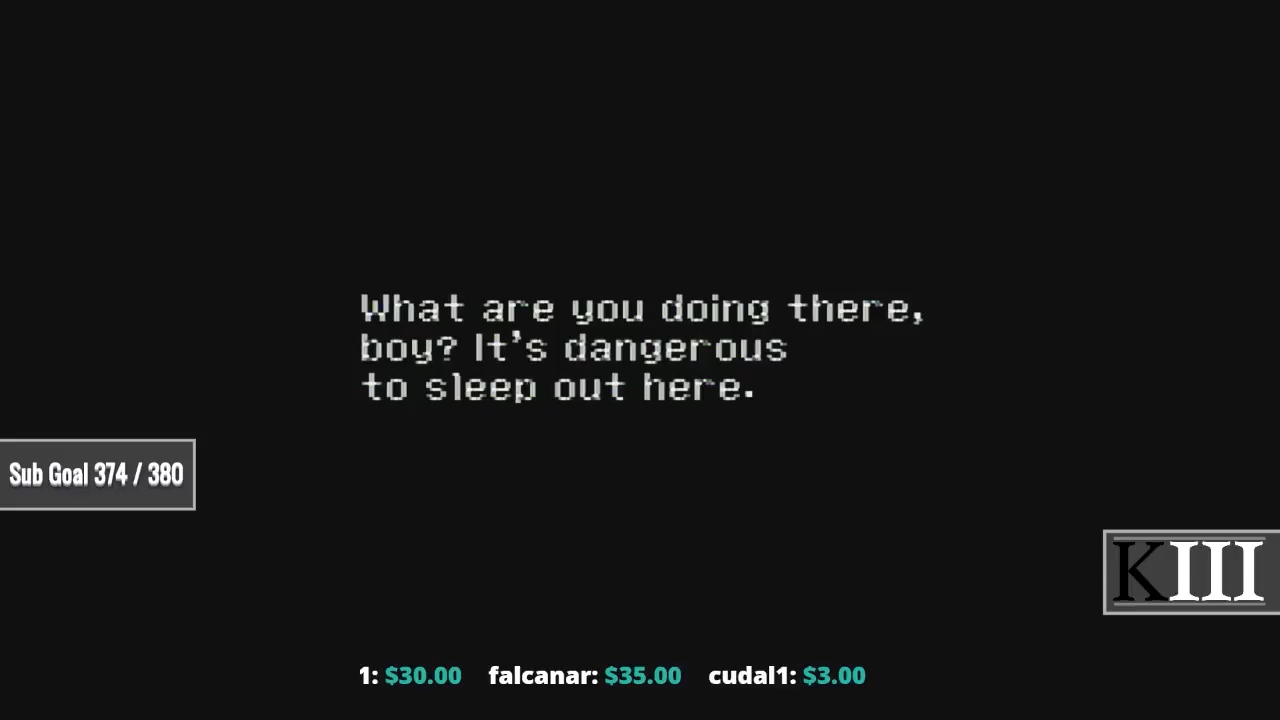 What are you doing there,
boy? It's dangerous
to sleep out here.
Sub Goal 374 / 380
KIII
1: $30.00 falcanar: $35.00 cudal1: $3.00